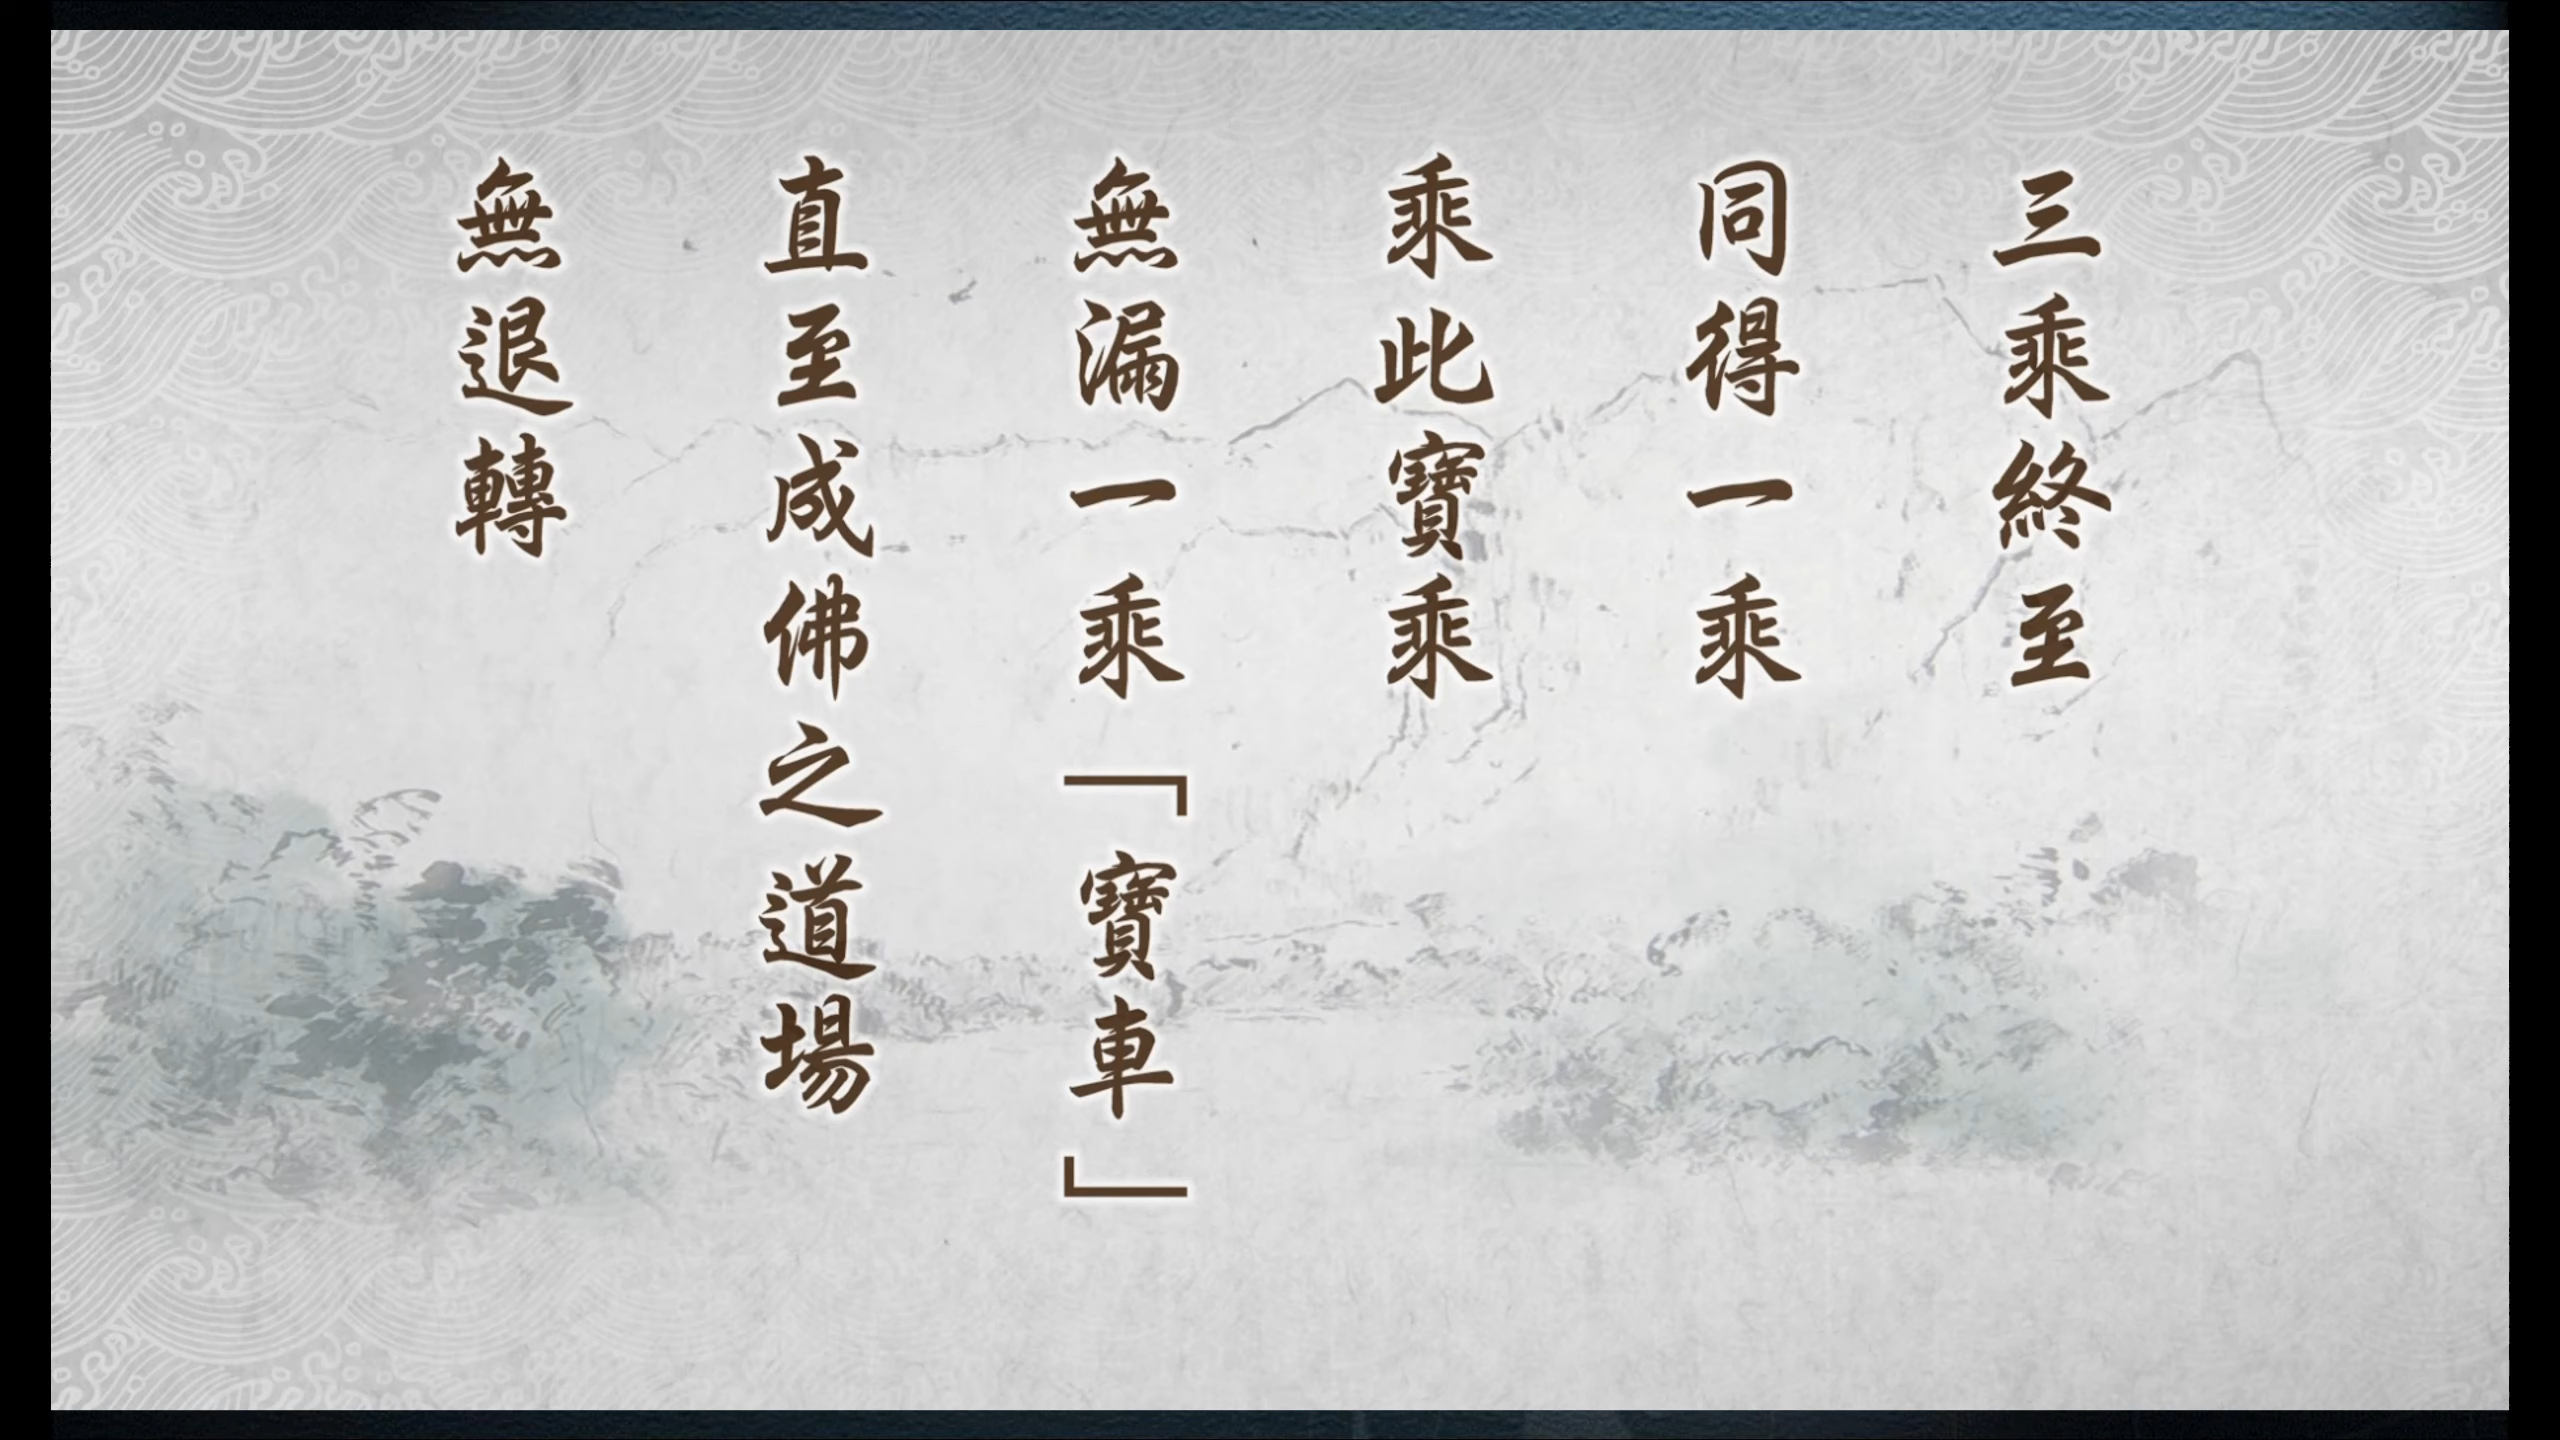 三乘終至
同得一乘
乘此寶乘
無漏一乘「寶車」
直至成佛之道場
無退轉